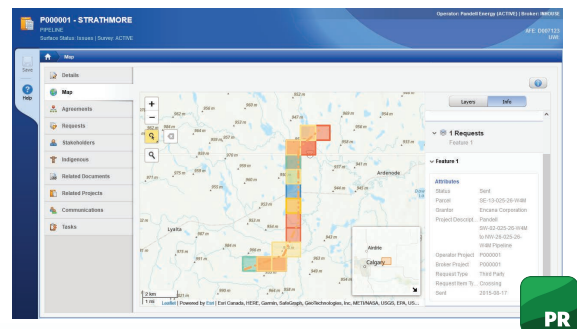 P000001 - STRATHMORE
PIPELINE
Surface Status: Issues | Survey: ACTIVE
Operator: Pandell Energy (ACTIVE) | Broker: INHOUSE
AFE: D007123
UWI:
Save
Help
Map
Details
Map
Agreements
Requests
Stakeholders
Indigenous
Related Documents
Related Projects
Communications
Tasks
Layers
Info
1 Requests
Feature 1
Feature 1
Attributes
Status Sent
Parcel SE-13-025-26-W4M
Grantor Encana Corporation
Project Descript... Pandell
SW-02-025-26-W4M
to NW-28-025-26-
W4M Pipeline
Operator Project P000001
Broker Project P000001
Request Type Third Party
Request Item T... Crossing
Sent 2015-08-17
Ardenode
Lyalta
Airdrie
Calgary
2 km
1 mi
Leaflet | Powered by Esri | Esri Canada, HERE, Garmin, SafeGraph, GeoTechnologies, Inc, METI/NASA, USGS, EPA, US...
PR